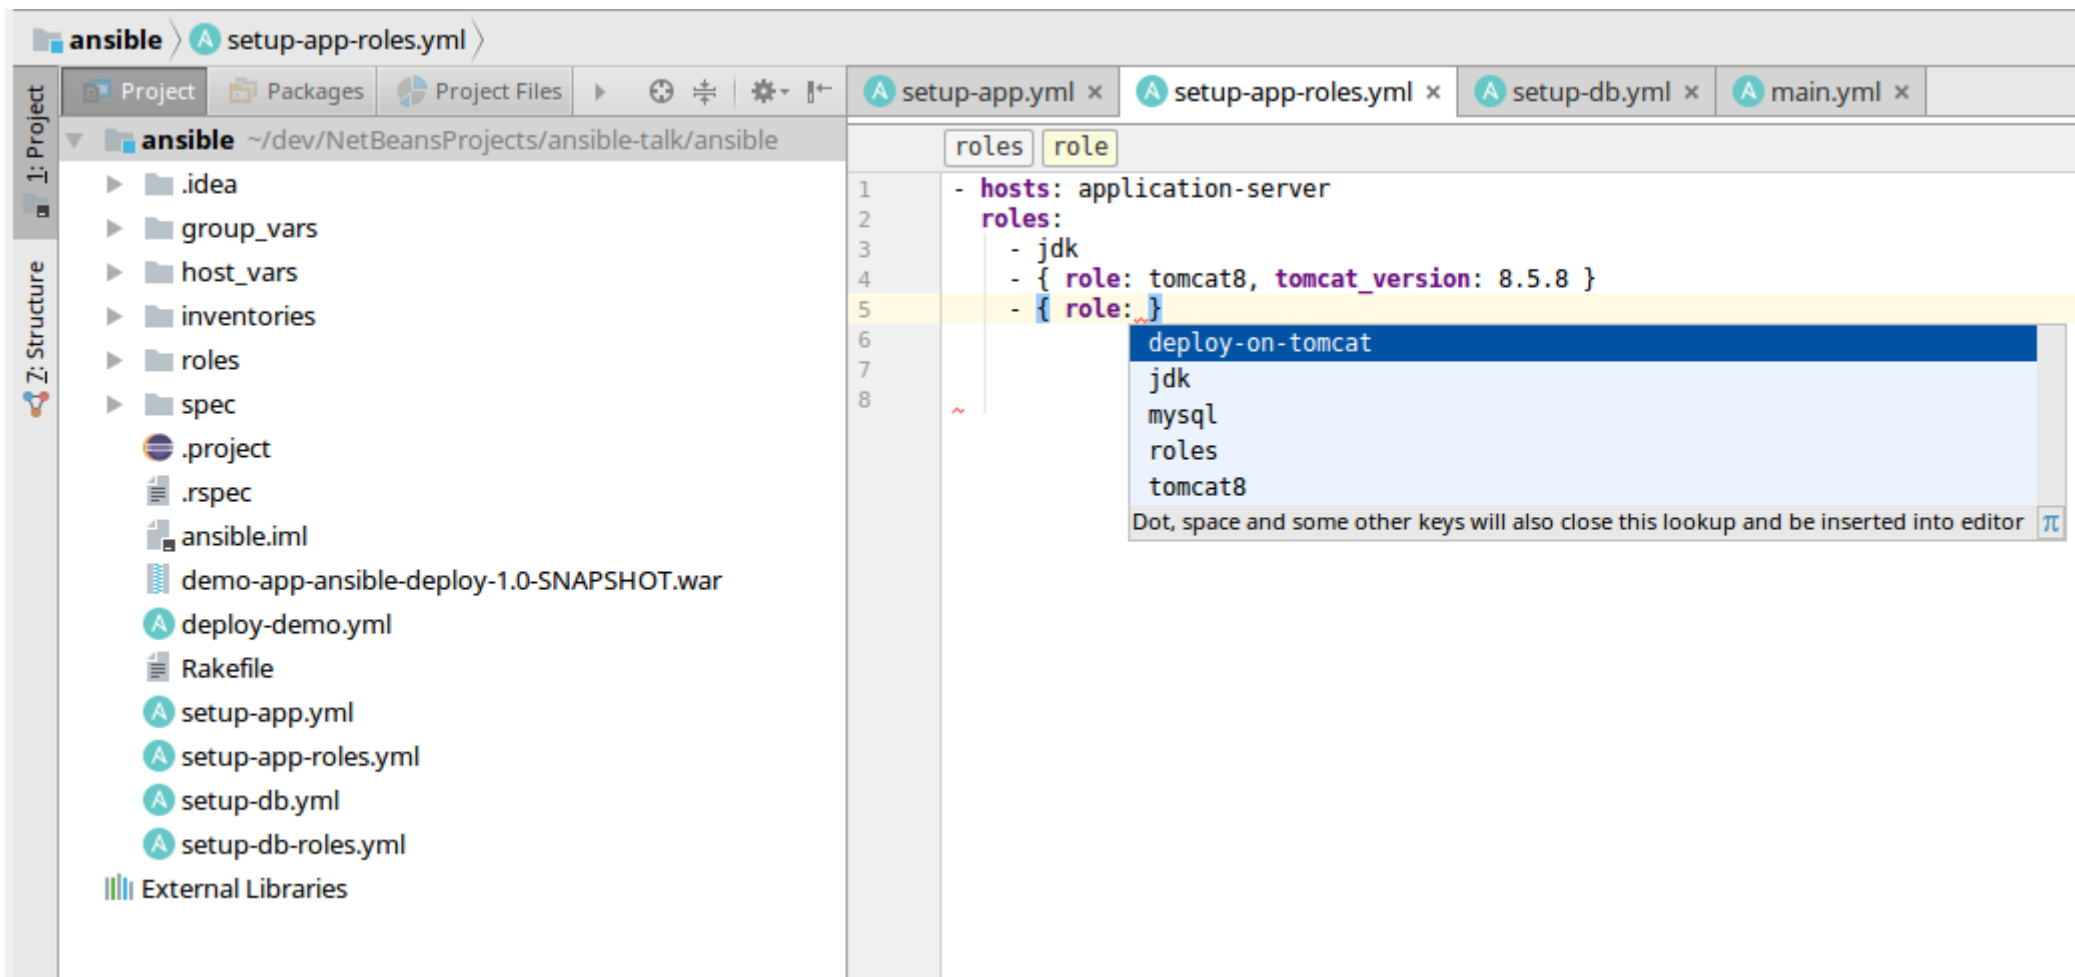 ansible setup-app-roles.yml
1: Project
7: Structure
Project Packages Project Files
ansible ~/dev/NetBeansProjects/ansible-talk/ansible
.idea
group_vars
host_vars
inventories
roles
spec
.project
.rspec
ansible.iml
demo-app-ansible-deploy-1.0-SNAPSHOT.war
deploy-demo.yml
Rakefile
setup-app.yml
setup-app-roles.yml
setup-db.yml
setup-db-roles.yml
External Libraries
setup-app.yml × setup-app-roles.yml × setup-db.yml × main.yml ×
roles role
1 - hosts: application-server
2 roles:
3 - jdk
4 - { role: tomcat8, tomcat_version: 8.5.8 }
5 - { role: }
6
7
8
deploy-on-tomcat
jdk
mysql
roles
tomcat8
Dot, space and some other keys will also close this lookup and be inserted into editor π